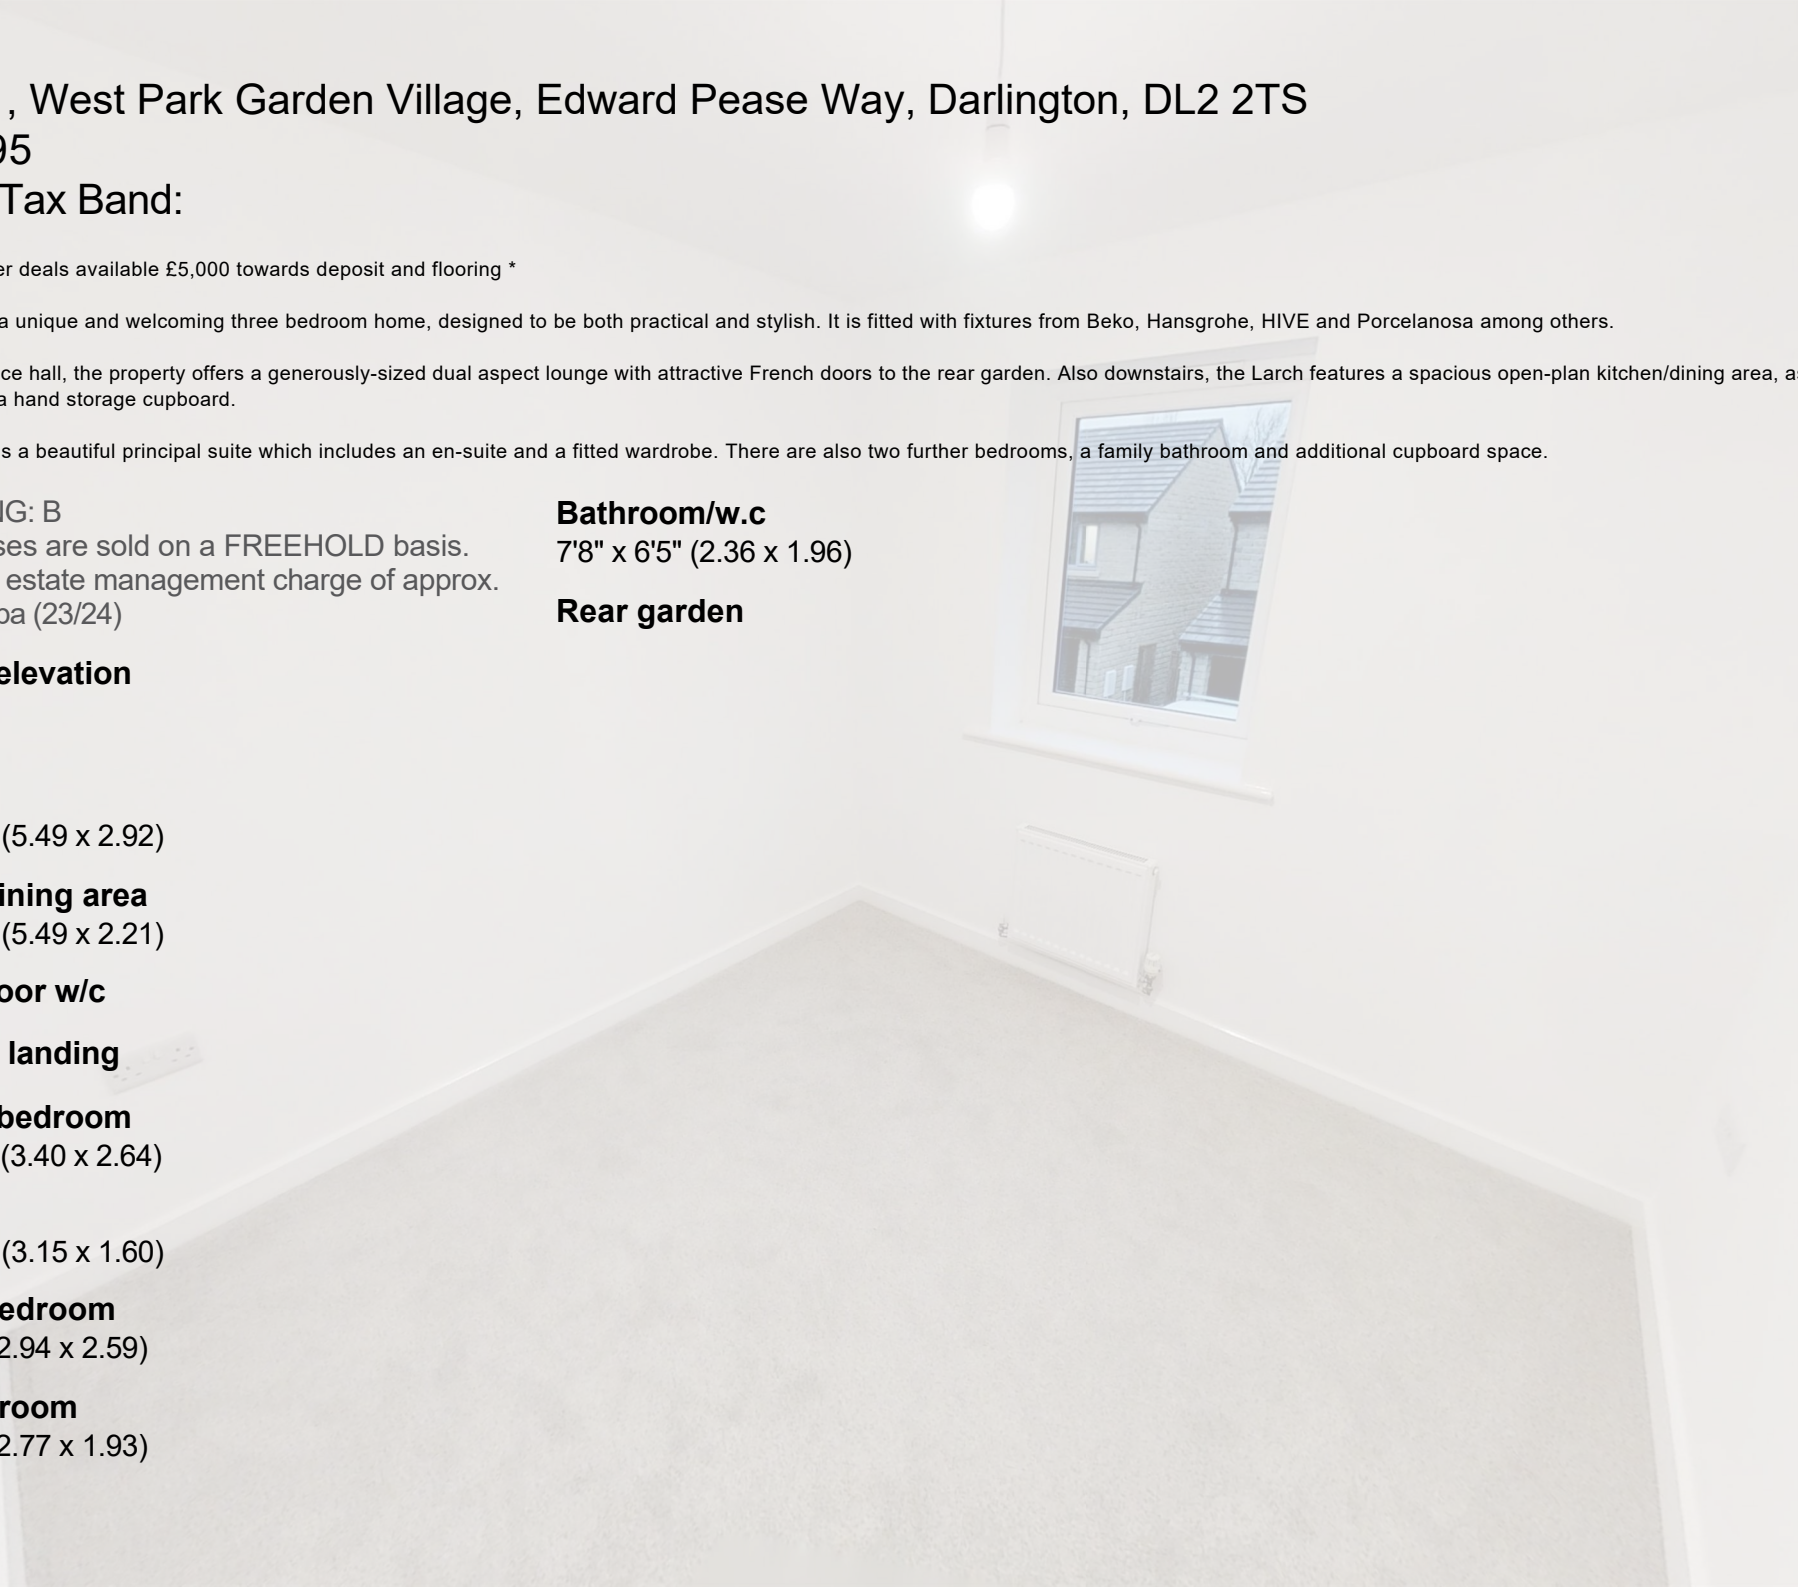 , West Park Garden Village, Edward Pease Way, Darlington, DL2 2TS
95
Tax Band:
er deals available £5,000 towards deposit and flooring *
a unique and welcoming three bedroom home, designed to be both practical and stylish. It is fitted with fixtures from Beko, Hansgrohe, HIVE and Porcelanosa among others.
ce hall, the property offers a generously-sized dual aspect lounge with attractive French doors to the rear garden. Also downstairs, the Larch features a spacious open-plan kitchen/dining area, as
a hand storage cupboard.
s a beautiful principal suite which includes an en-suite and a fitted wardrobe. There are also two further bedrooms, a family bathroom and additional cupboard space.
NG: B
ses are sold on a FREEHOLD basis.
estate management charge of approx.
pa (23/24)
elevation
(5.49 x 2.92)
ining area
(5.49 x 2.21)
oor w/c
landing
bedroom
(3.40 x 2.64)
(3.15 x 1.60)
edroom
2.94 x 2.59)
room
2.77 x 1.93)
Bathroom/w.c
7'8" x 6'5" (2.36 x 1.96)
Rear garden